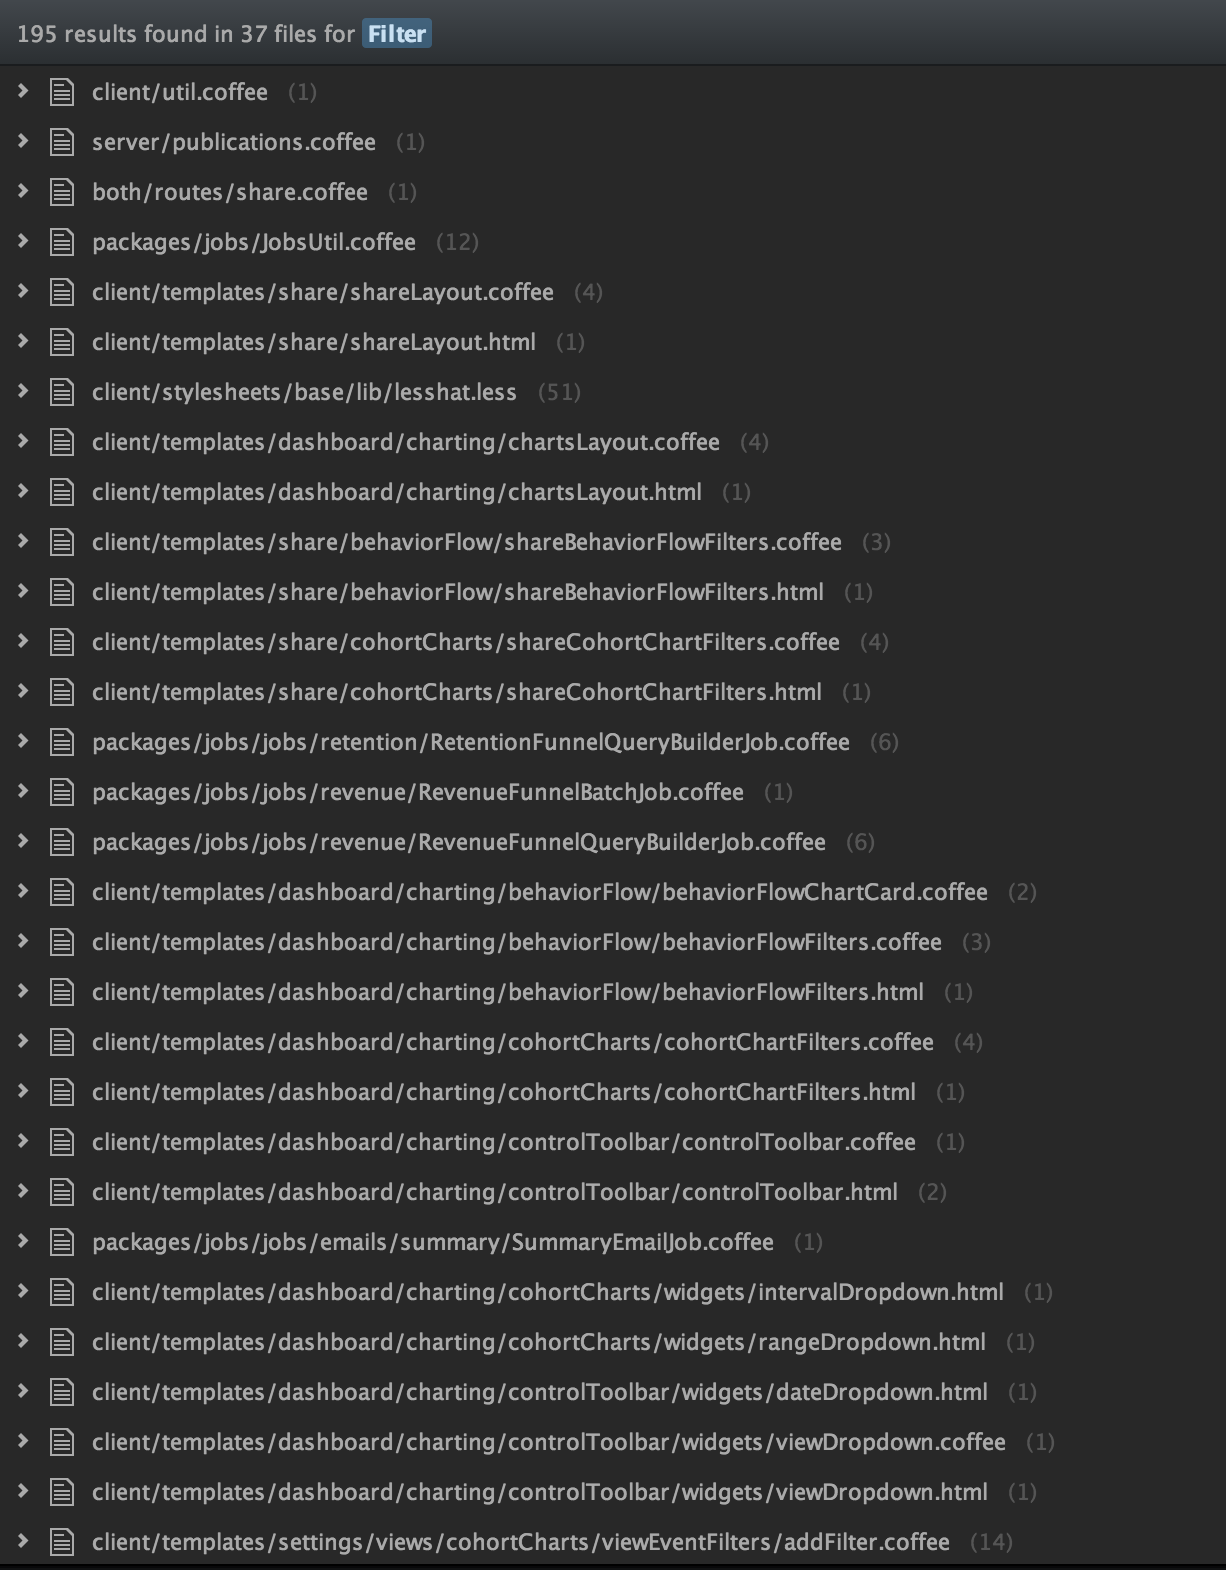 195 results found in 37 files for Filter
client/util.coffee (1)
server/publications.coffee (1)
both/routes/share.coffee (1)
packages/jobs/JobsUtil.coffee (12)
client/templates/share/shareLayout.coffee (4)
client/templates/share/shareLayout.html (1)
client/stylesheets/base/lib/lesshat.less (51)
client/templates/dashboard/charting/chartsLayout.coffee (4)
client/templates/dashboard/charting/chartsLayout.html (1)
client/templates/share/behaviorFlow/shareBehaviorFlowFilters.coffee (3)
client/templates/share/behaviorFlow/shareBehaviorFlowFilters.html (1)
client/templates/share/cohortCharts/shareCohortChartFilters.coffee (4)
client/templates/share/cohortCharts/shareCohortChartFilters.html (1)
packages/jobs/jobs/retention/RetentionFunnelQueryBuilderJob.coffee (6)
packages/jobs/jobs/revenue/RevenueFunnelBatchJob.coffee (1)
packages/jobs/jobs/revenue/RevenueFunnelQueryBuilderJob.coffee (6)
client/templates/dashboard/charting/behaviorFlow/behaviorFlowChartCard.coffee (2)
client/templates/dashboard/charting/behaviorFlow/behaviorFlowFilters.coffee (3)
client/templates/dashboard/charting/behaviorFlow/behaviorFlowFilters.html (1)
client/templates/dashboard/charting/cohortCharts/cohortChartFilters.coffee (4)
client/templates/dashboard/charting/cohortCharts/cohortChartFilters.html (1)
client/templates/dashboard/charting/controlToolbar/controlToolbar.coffee (1)
client/templates/dashboard/charting/controlToolbar/controlToolbar.html (2)
packages/jobs/jobs/emails/summary/SummaryEmailJob.coffee (1)
client/templates/dashboard/charting/cohortCharts/widgets/intervalDropdown.html (1)
client/templates/dashboard/charting/cohortCharts/widgets/rangeDropdown.html (1)
client/templates/dashboard/charting/controlToolbar/widgets/dateDropdown.html (1)
client/templates/dashboard/charting/controlToolbar/widgets/viewDropdown.coffee (1)
client/templates/dashboard/charting/controlToolbar/widgets/viewDropdown.html (1)
client/templates/settings/views/cohortCharts/viewEventFilters/addFilter.coffee (14)